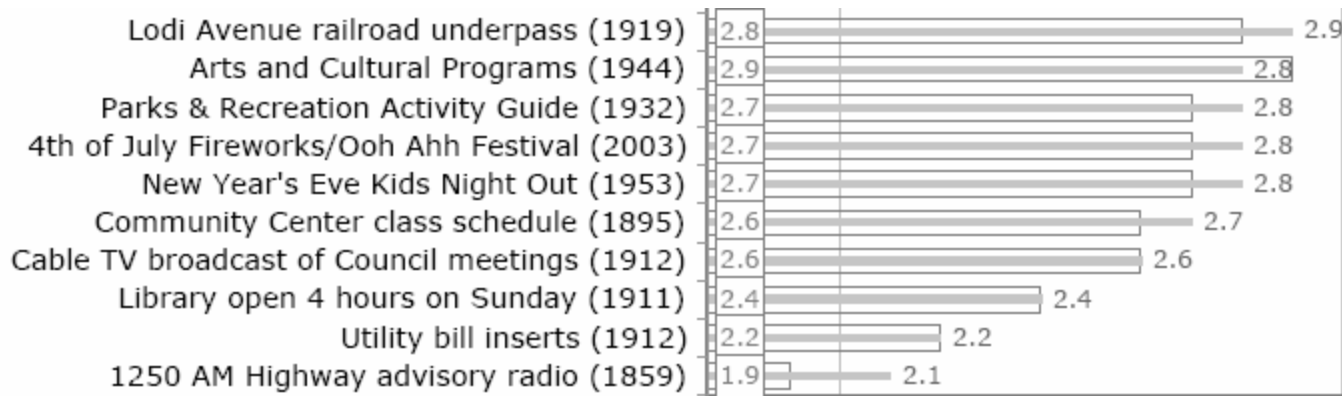 Lodi Avenue railroad underpass (1919) 2.8 2.9
Arts and Cultural Programs (1944) 2.9 2.8
Parks & Recreation Activity Guide (1932) 2.7 2.8
4th of July Fireworks/Ooh Ahh Festival (2003) 2.7 2.8
New Year's Eve Kids Night Out (1953) 2.7 2.8
Community Center class schedule (1895) 2.6 2.7
Cable TV broadcast of Council meetings (1912) 2.6 2.6
Library open 4 hours on Sunday (1911) 2.4 2.4
Utility bill inserts (1912) 2.2 2.2
1250 AM Highway advisory radio (1859) 1.9 2.1